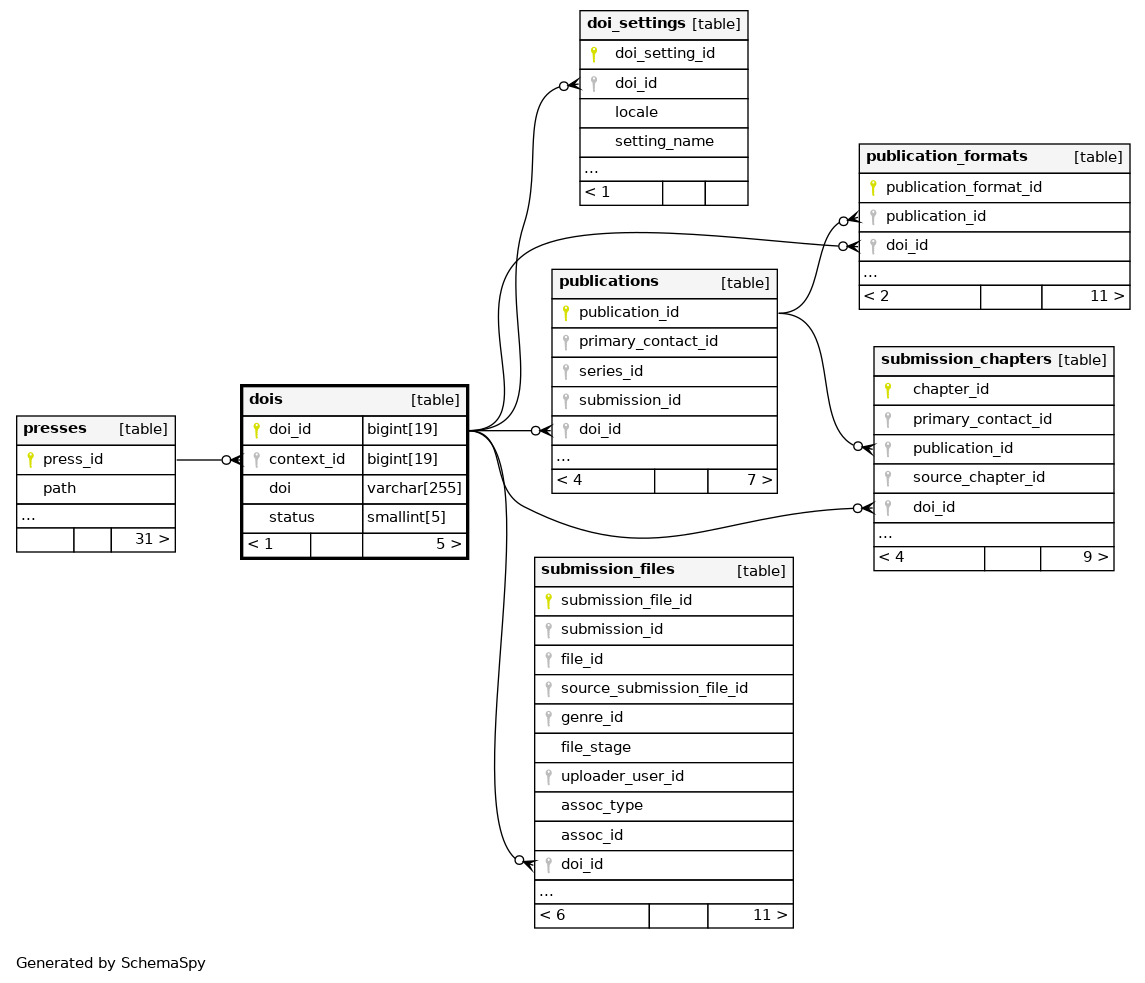 doi_settings [table]
doi_setting_id
doi_id
locale
setting_name
...
< 1
publication_formats [table]
publication_format_id
publication_id
doi_id
...
< 2 11 >
publications [table]
publication_id
primary_contact_id
series_id
submission_id
doi_id
...
< 4 7 >
submission_chapters [table]
chapter_id
primary_contact_id
publication_id
source_chapter_id
doi_id
...
< 4 9 >
dois [table]
doi_id bigint[19]
context_id bigint[19]
doi varchar[255]
status smallint[5]
< 1 5 >
presses [table]
press_id
path
...
31 >
submission_files [table]
submission_file_id
submission_id
file_id
source_submission_file_id
genre_id
file_stage
uploader_user_id
assoc_type
assoc_id
doi_id
...
< 6 11 >
Generated by SchemaSpy